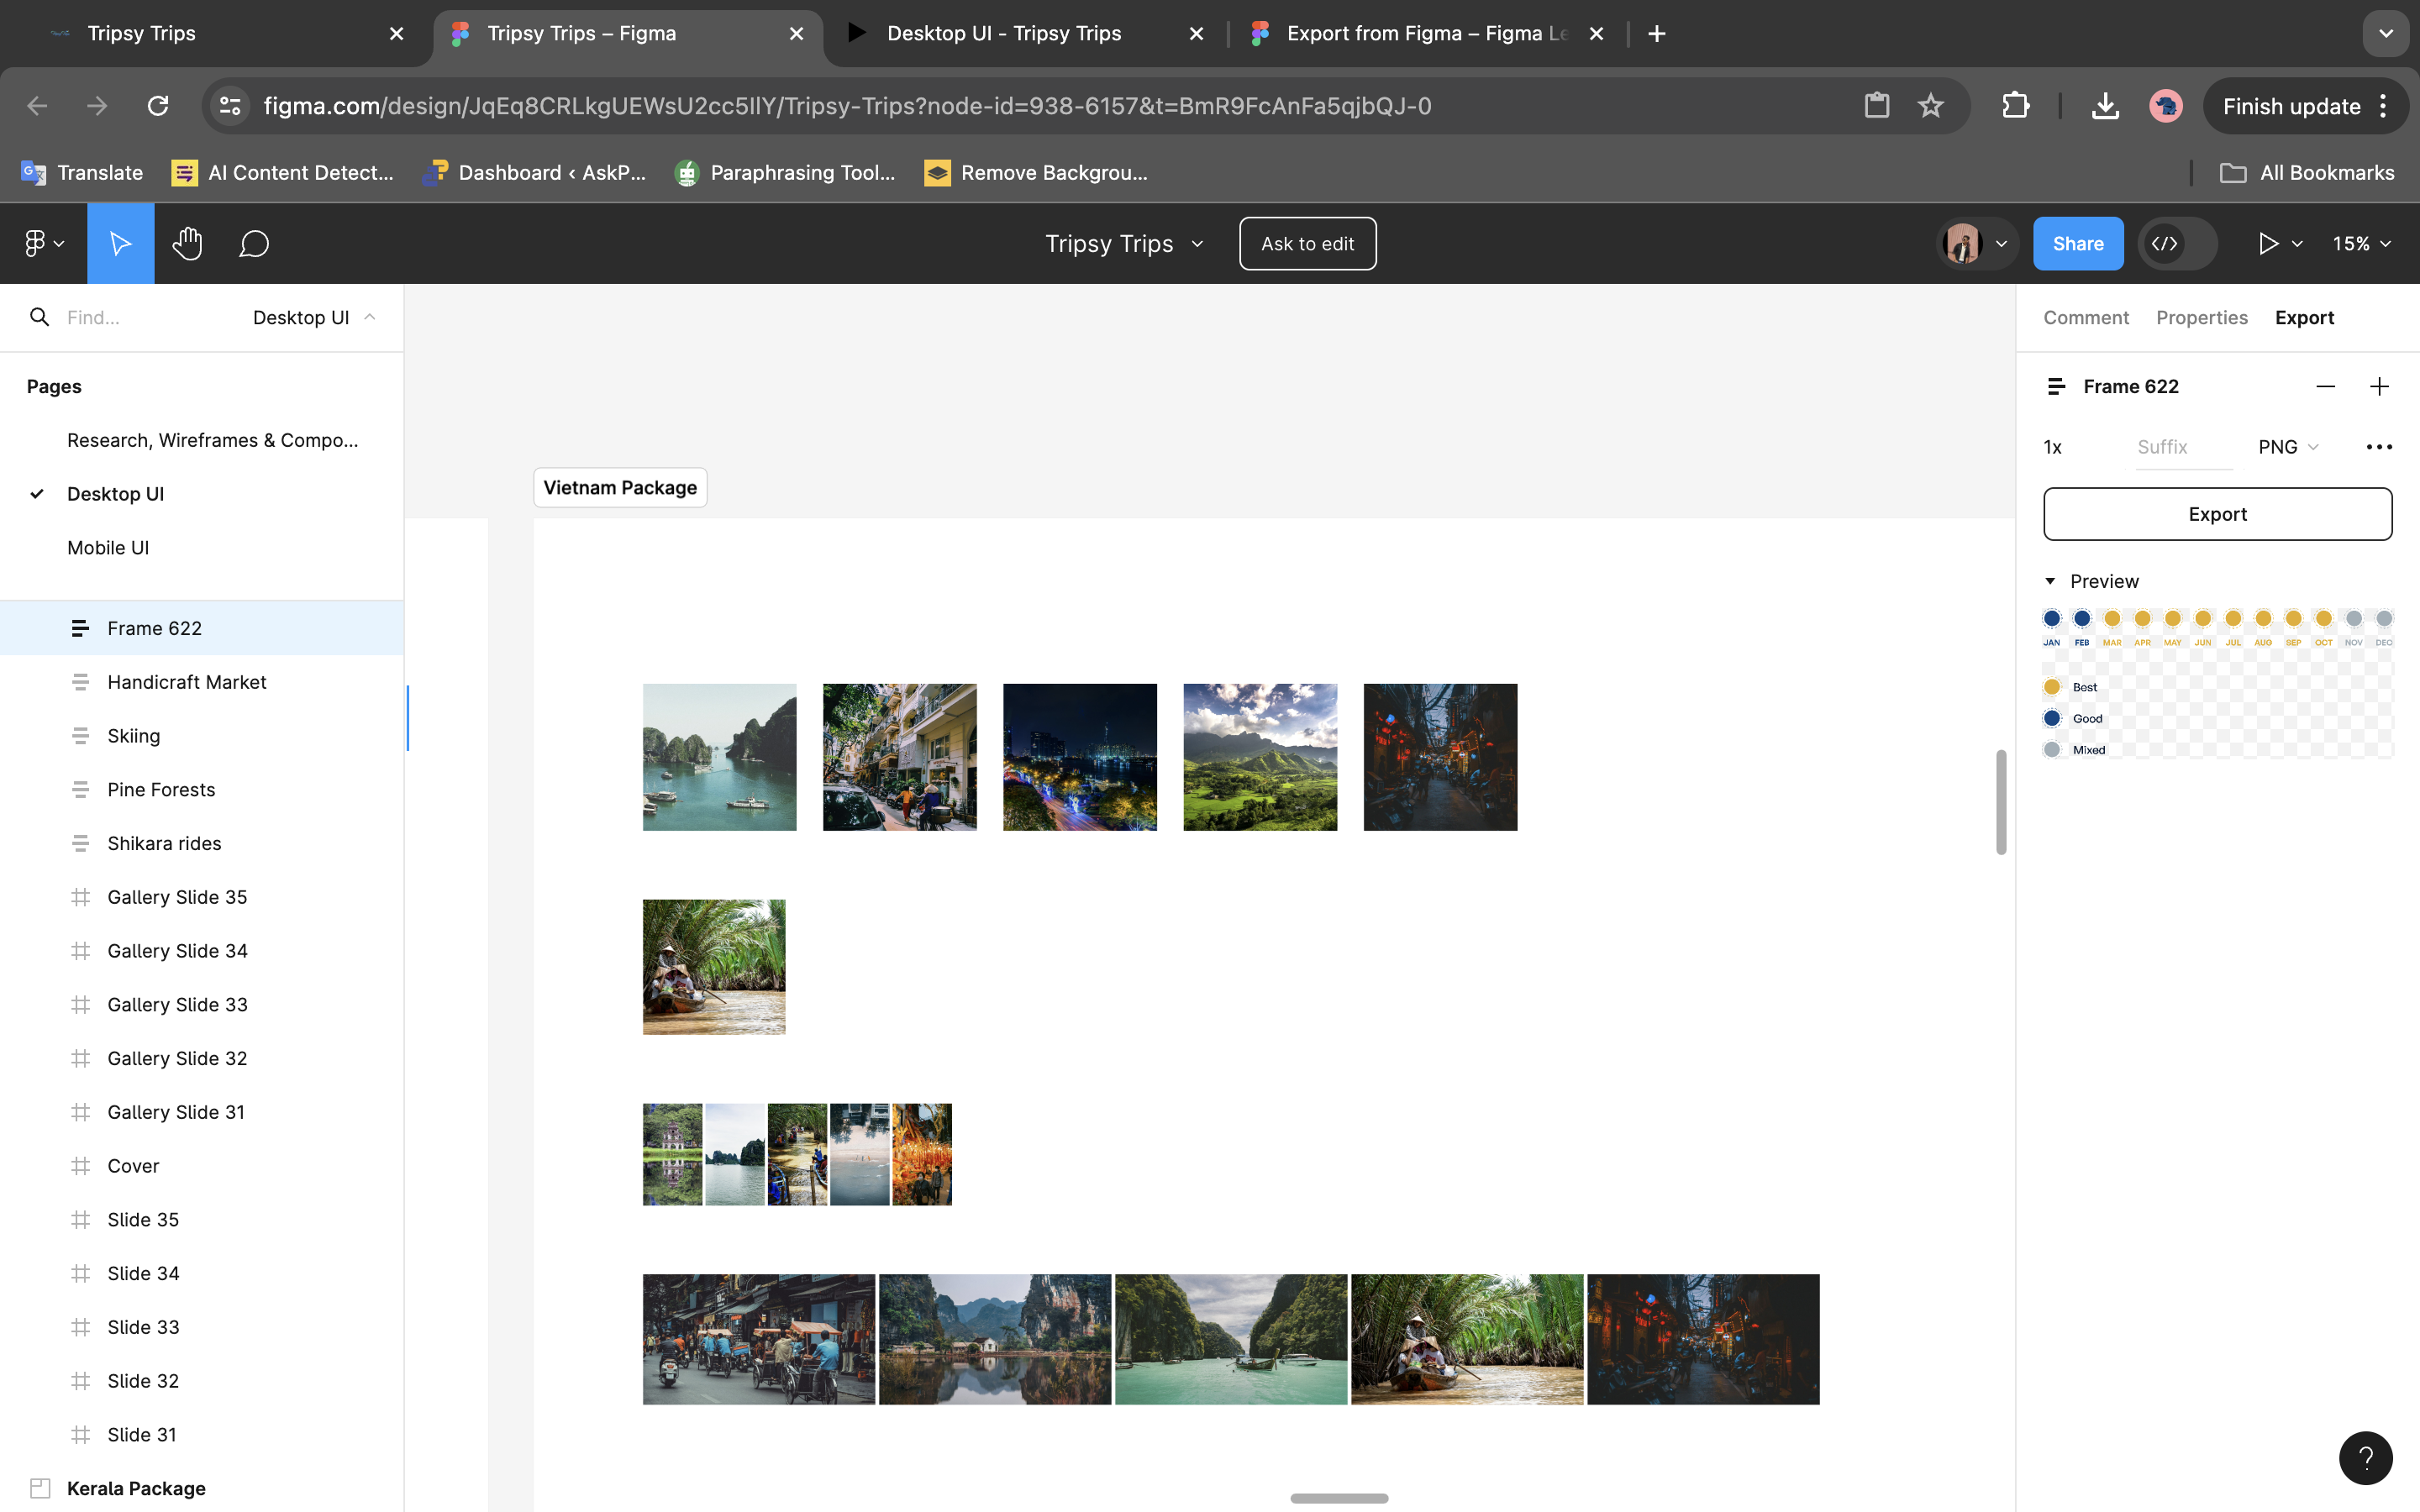 Tripsy Trips
Tripsy Trips – Figma
Desktop UI - Tripsy Trips
Export from Figma – Figma Le
figma.com/design/JqEq8CRLkgUEWsU2cc5IlY/Tripsy-Trips?node-id=938-6157&t=BmR9FcAnFa5qjbQJ-0
Finish update
Translate
AI Content Detect...
Dashboard ‹ AskP...
Paraphrasing Tool...
Remove Backgrou...
All Bookmarks
Tripsy Trips
Ask to edit
Share
15%
Find...
Desktop UI
Pages
Research, Wireframes & Compo...
Desktop UI
Mobile UI
Frame 622
Handicraft Market
Skiing
Pine Forests
Shikara rides
Gallery Slide 35
Gallery Slide 34
Gallery Slide 33
Gallery Slide 32
Gallery Slide 31
Cover
Slide 35
Slide 34
Slide 33
Slide 32
Slide 31
Kerala Package
Vietnam Package
Comment Properties Export
Frame 622
1x Suffix PNG
Export
Preview
JAN FEB MAR APR MAY JUN JUL AUG SEP OCT NOV DEC
Best
Good
Mixed
?